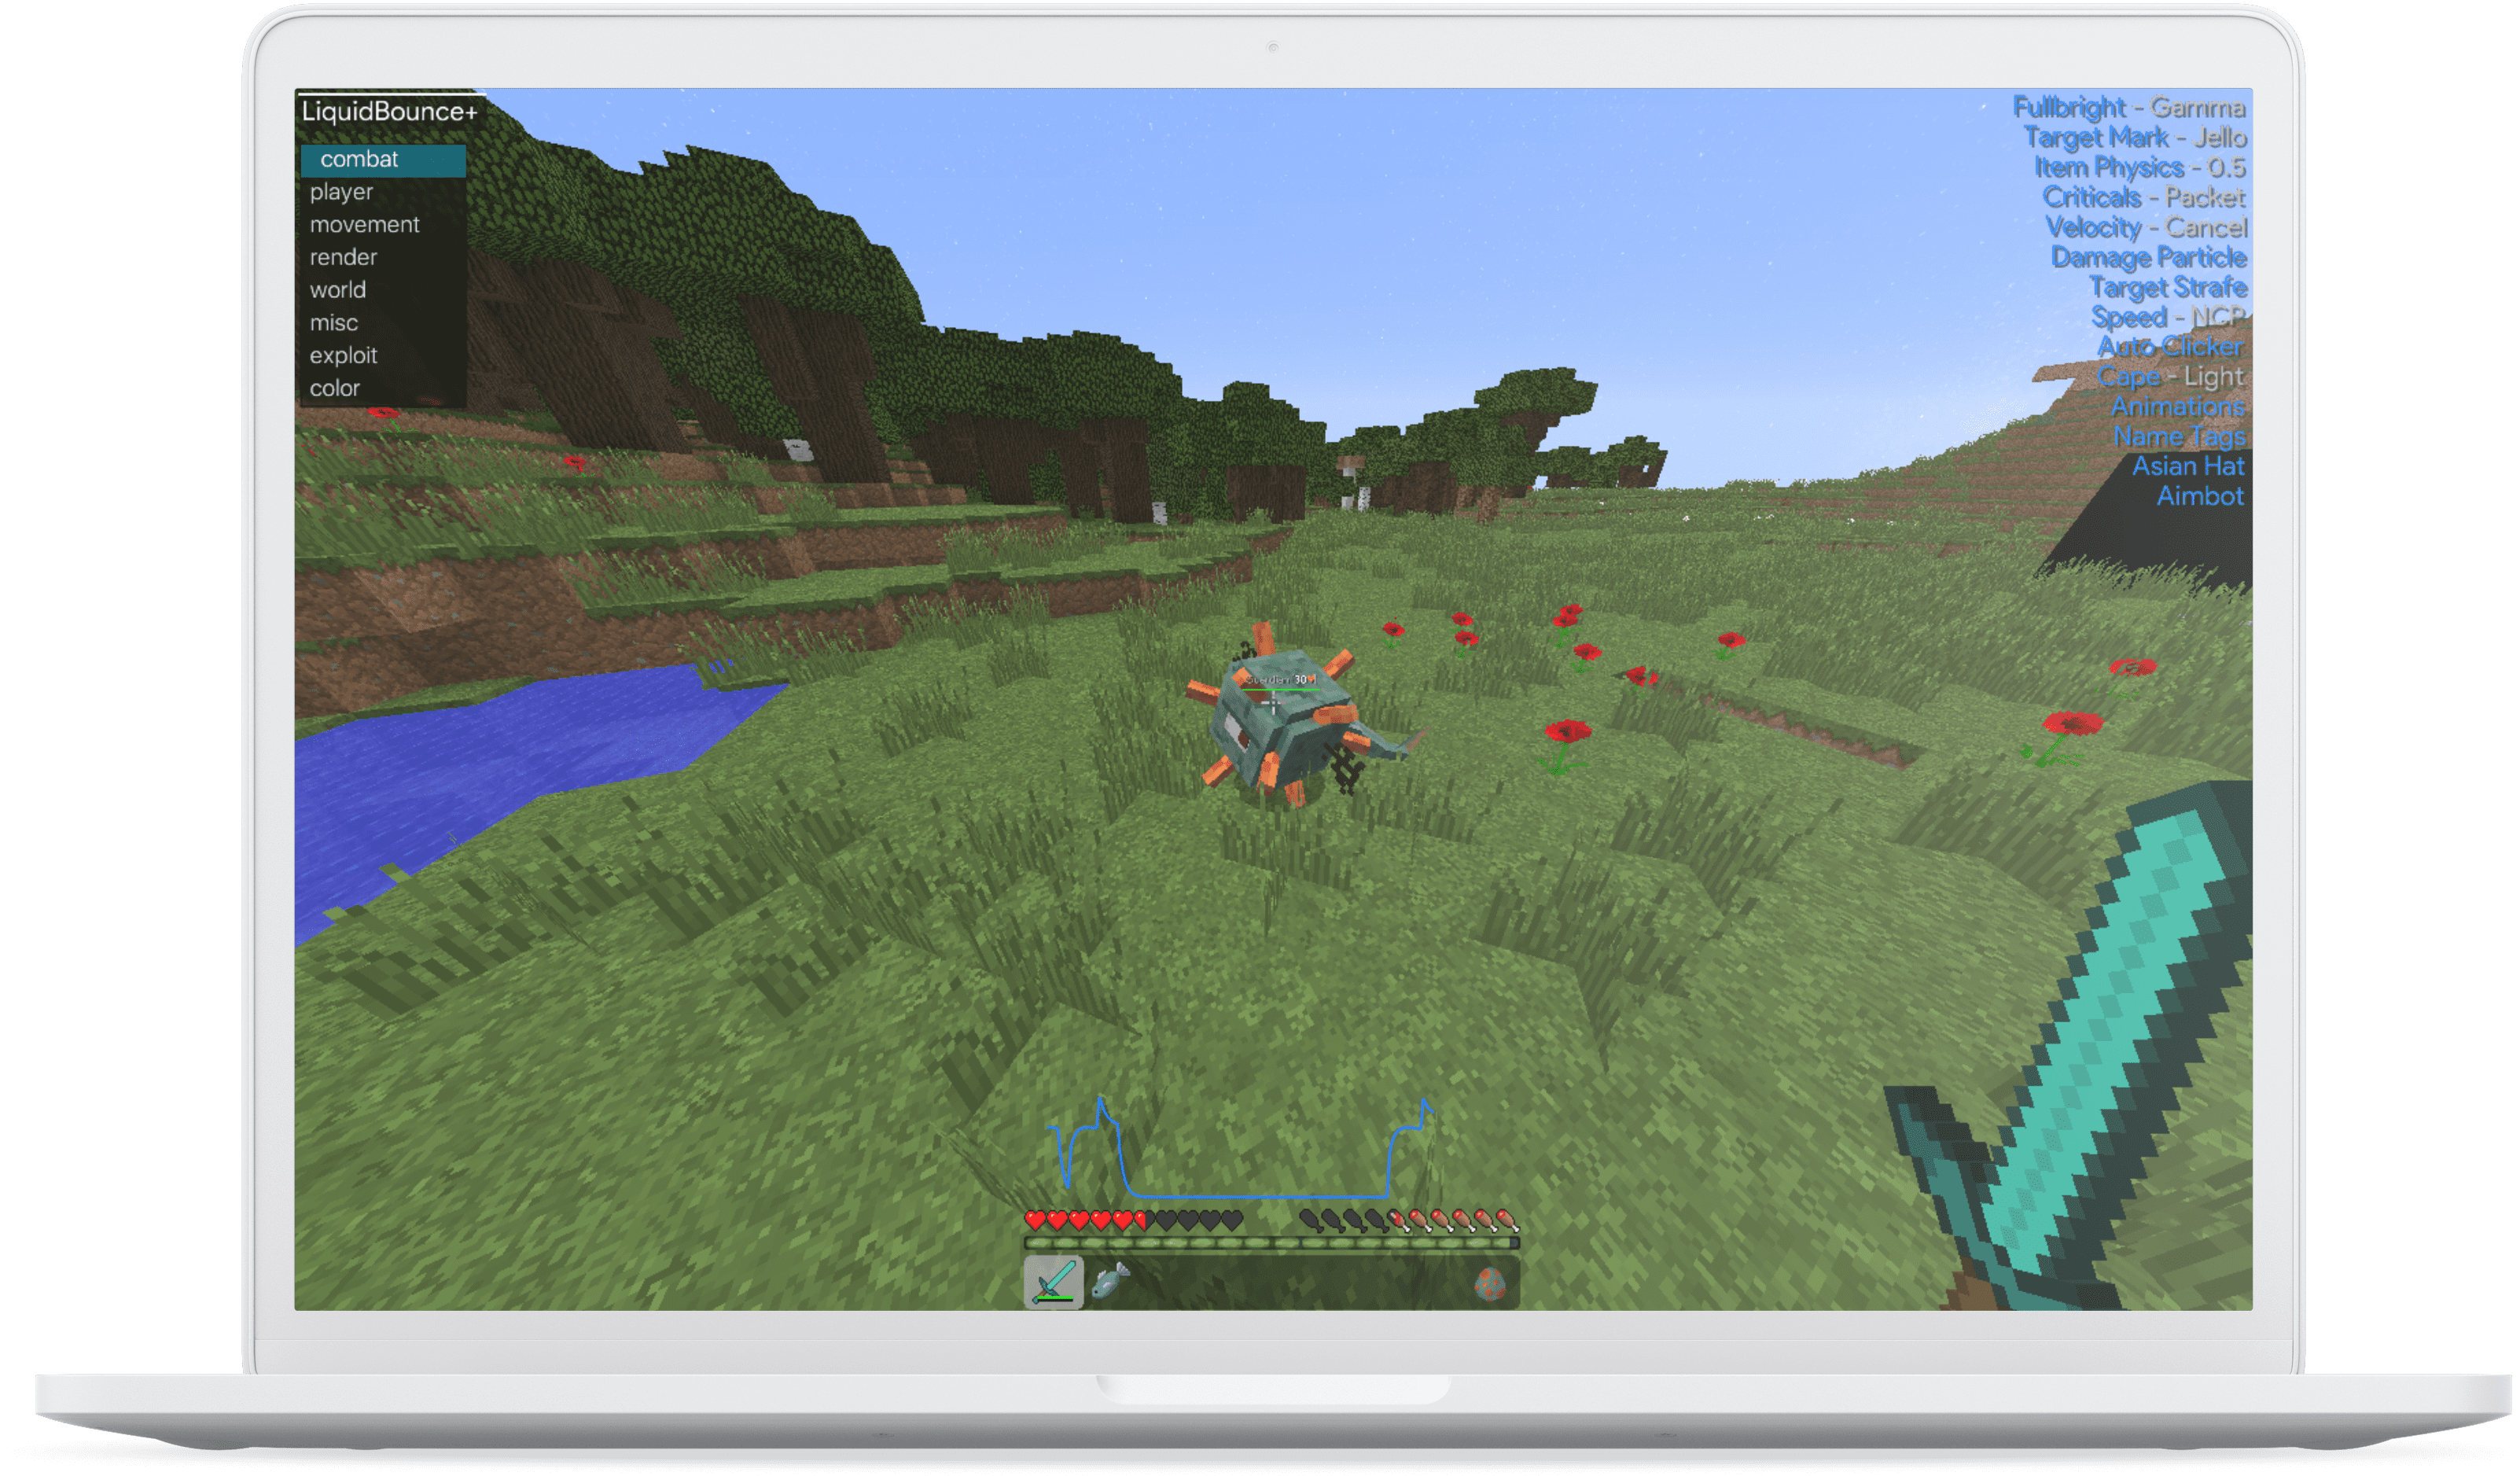 LiquidBounce+
combat
player
movement
render
world
misc
exploit
color
Fullbright - Gamma
Target Mark - Jello
Item Physics - 0.5
Criticals - Packet
Velocity - Cancel
Damage Particle
Target Strafe
Speed - NCP
Auto Clicker
Cape - Light
Animations
Name Tags
Asian Hat
Aimbot
Guardian 30